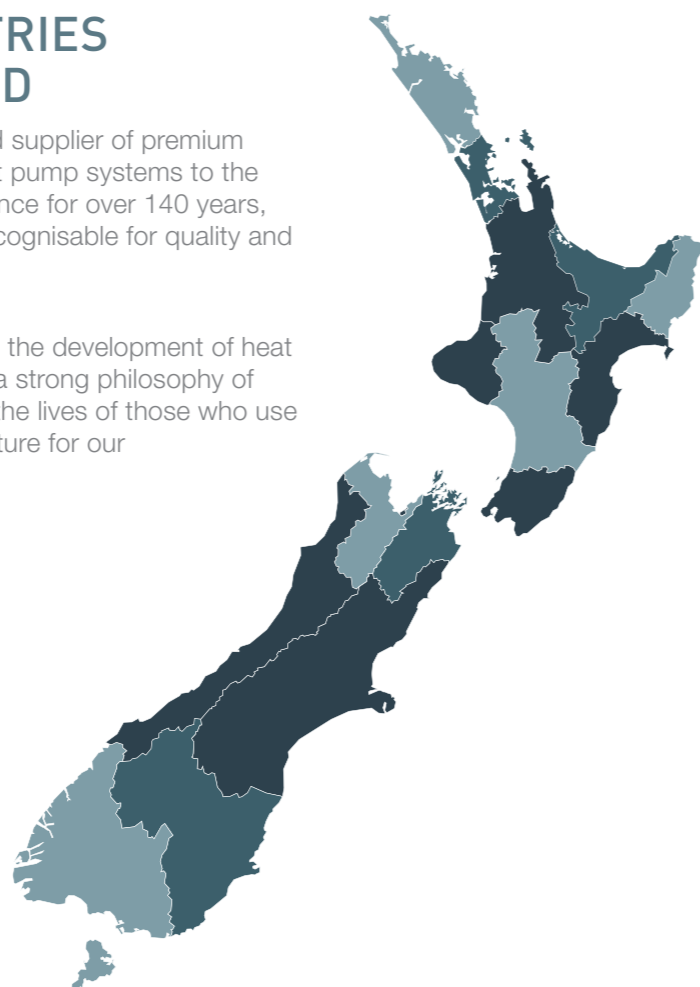 TRIES
D
d supplier of premium
t pump systems to the
nce for over 140 years,
cognisable for quality and
the development of heat
a strong philosophy of
the lives of those who use
ture for our